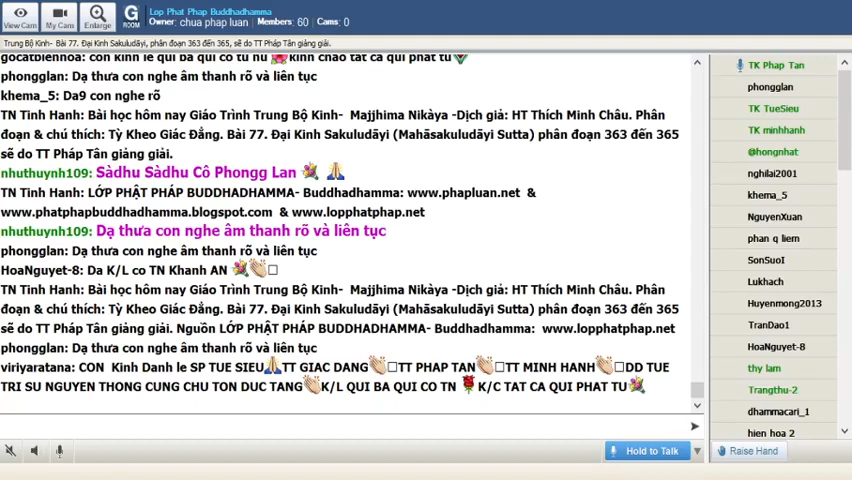 View Cam
My Cam
Enlarge
G
ROOM
Lop Phat Phap Buddhadhamma
Owner: chua phap luan  Members: 60  Cams: 0
Trung Bộ Kinh- Bài 77. Đại Kinh Sakuludāyi, phân đoạn 363 đến 365, sẽ do TT Pháp Tân giảng giải.
phongglan: Dạ thưa con nghe âm thanh rõ và liên tục
khema_5: Da9 con nghe rõ
TN Tinh Hanh: Bài học hôm nay Giáo Trình Trung Bộ Kinh- Majjhima Nikàya -Dịch giả: HT Thích Minh Châu. Phân
đoạn & chú thích: Tỳ Kheo Giác Đẳng. Bài 77. Đại Kinh Sakuludāyi (Mahāsakuludāyi Sutta) phân đoạn 363 đến 365
sẽ do TT Pháp Tân giảng giải.
nhuthuynh109: Sàdhu Sàdhu Cô Phongg Lan
TN Tinh Hanh: LỚP PHẬT PHÁP BUDDHADHAMMA- Buddhadhamma: www.phapluan.net &
www.phatphapbuddhadhamma.blogspot.com & www.lopphatphap.net
nhuthuynh109: Dạ thưa con nghe âm thanh rõ và liên tục
phongglan: Dạ thưa con nghe âm thanh rõ và liên tục
HoaNguyet-8: Da K/L co TN Khanh AN
TN Tinh Hanh: Bài học hôm nay Giáo Trình Trung Bộ Kinh- Majjhima Nikàya -Dịch giả: HT Thích Minh Châu. Phân
đoạn & chú thích: Tỳ Kheo Giác Đẳng. Bài 77. Đại Kinh Sakuludāyi (Mahāsakuludāyi Sutta) phân đoạn 363 đến 365
sẽ do TT Pháp Tân giảng giải. Nguồn LỚP PHẬT PHÁP BUDDHADHAMMA- Buddhadhamma: www.lopphatphap.net
phongglan: Dạ thưa con nghe âm thanh rõ và liên tục
viriyaratana: CON Kinh Danh le SP TUE SIEU TT GIAC DANG TT PHAP TAN TT MINH HANH DD TUE
TRI SU NGUYEN THONG CUNG CHU TON DUC TANG K/L QUI BA QUI CO TN K/C TAT CA QUI PHAT TU
TK Phap Tan
phongglan
TK TueSieu
TK minhhanh
@hongnhat
nghilai2001
khema_5
NguyenXuan
phan q liem
SonSuoI
Lukhach
Huyenmong2013
TranDao1
HoaNguyet-8
thy lam
Trangthu-2
dhammacari_1
hien hoa 2
Hold to Talk
Raise Hand